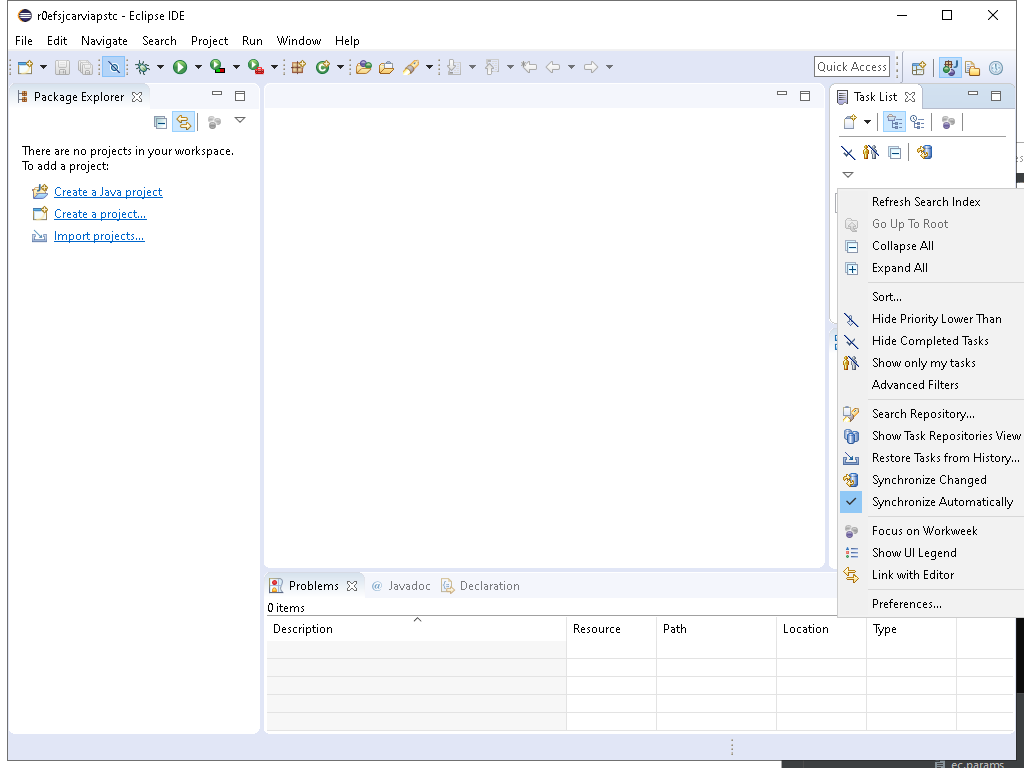 r0efsjcarviapstc - Eclipse IDE
File Edit Navigate Search Project Run Window Help
Quick Access
Package Explorer
Task List
There are no projects in your workspace.
To add a project:
Create a Java project
Create a project...
Import projects...
Refresh Search Index
Go Up To Root
Collapse All
Expand All
Sort...
Hide Priority Lower Than
Hide Completed Tasks
Show only my tasks
Advanced Filters
Search Repository...
Show Task Repositories View
Restore Tasks from History...
Synchronize Changed
Synchronize Automatically
Focus on Workweek
Show UI Legend
Link with Editor
Preferences...
Problems @ Javadoc Declaration
0 items
Description Resource Path Location Type
ec.params